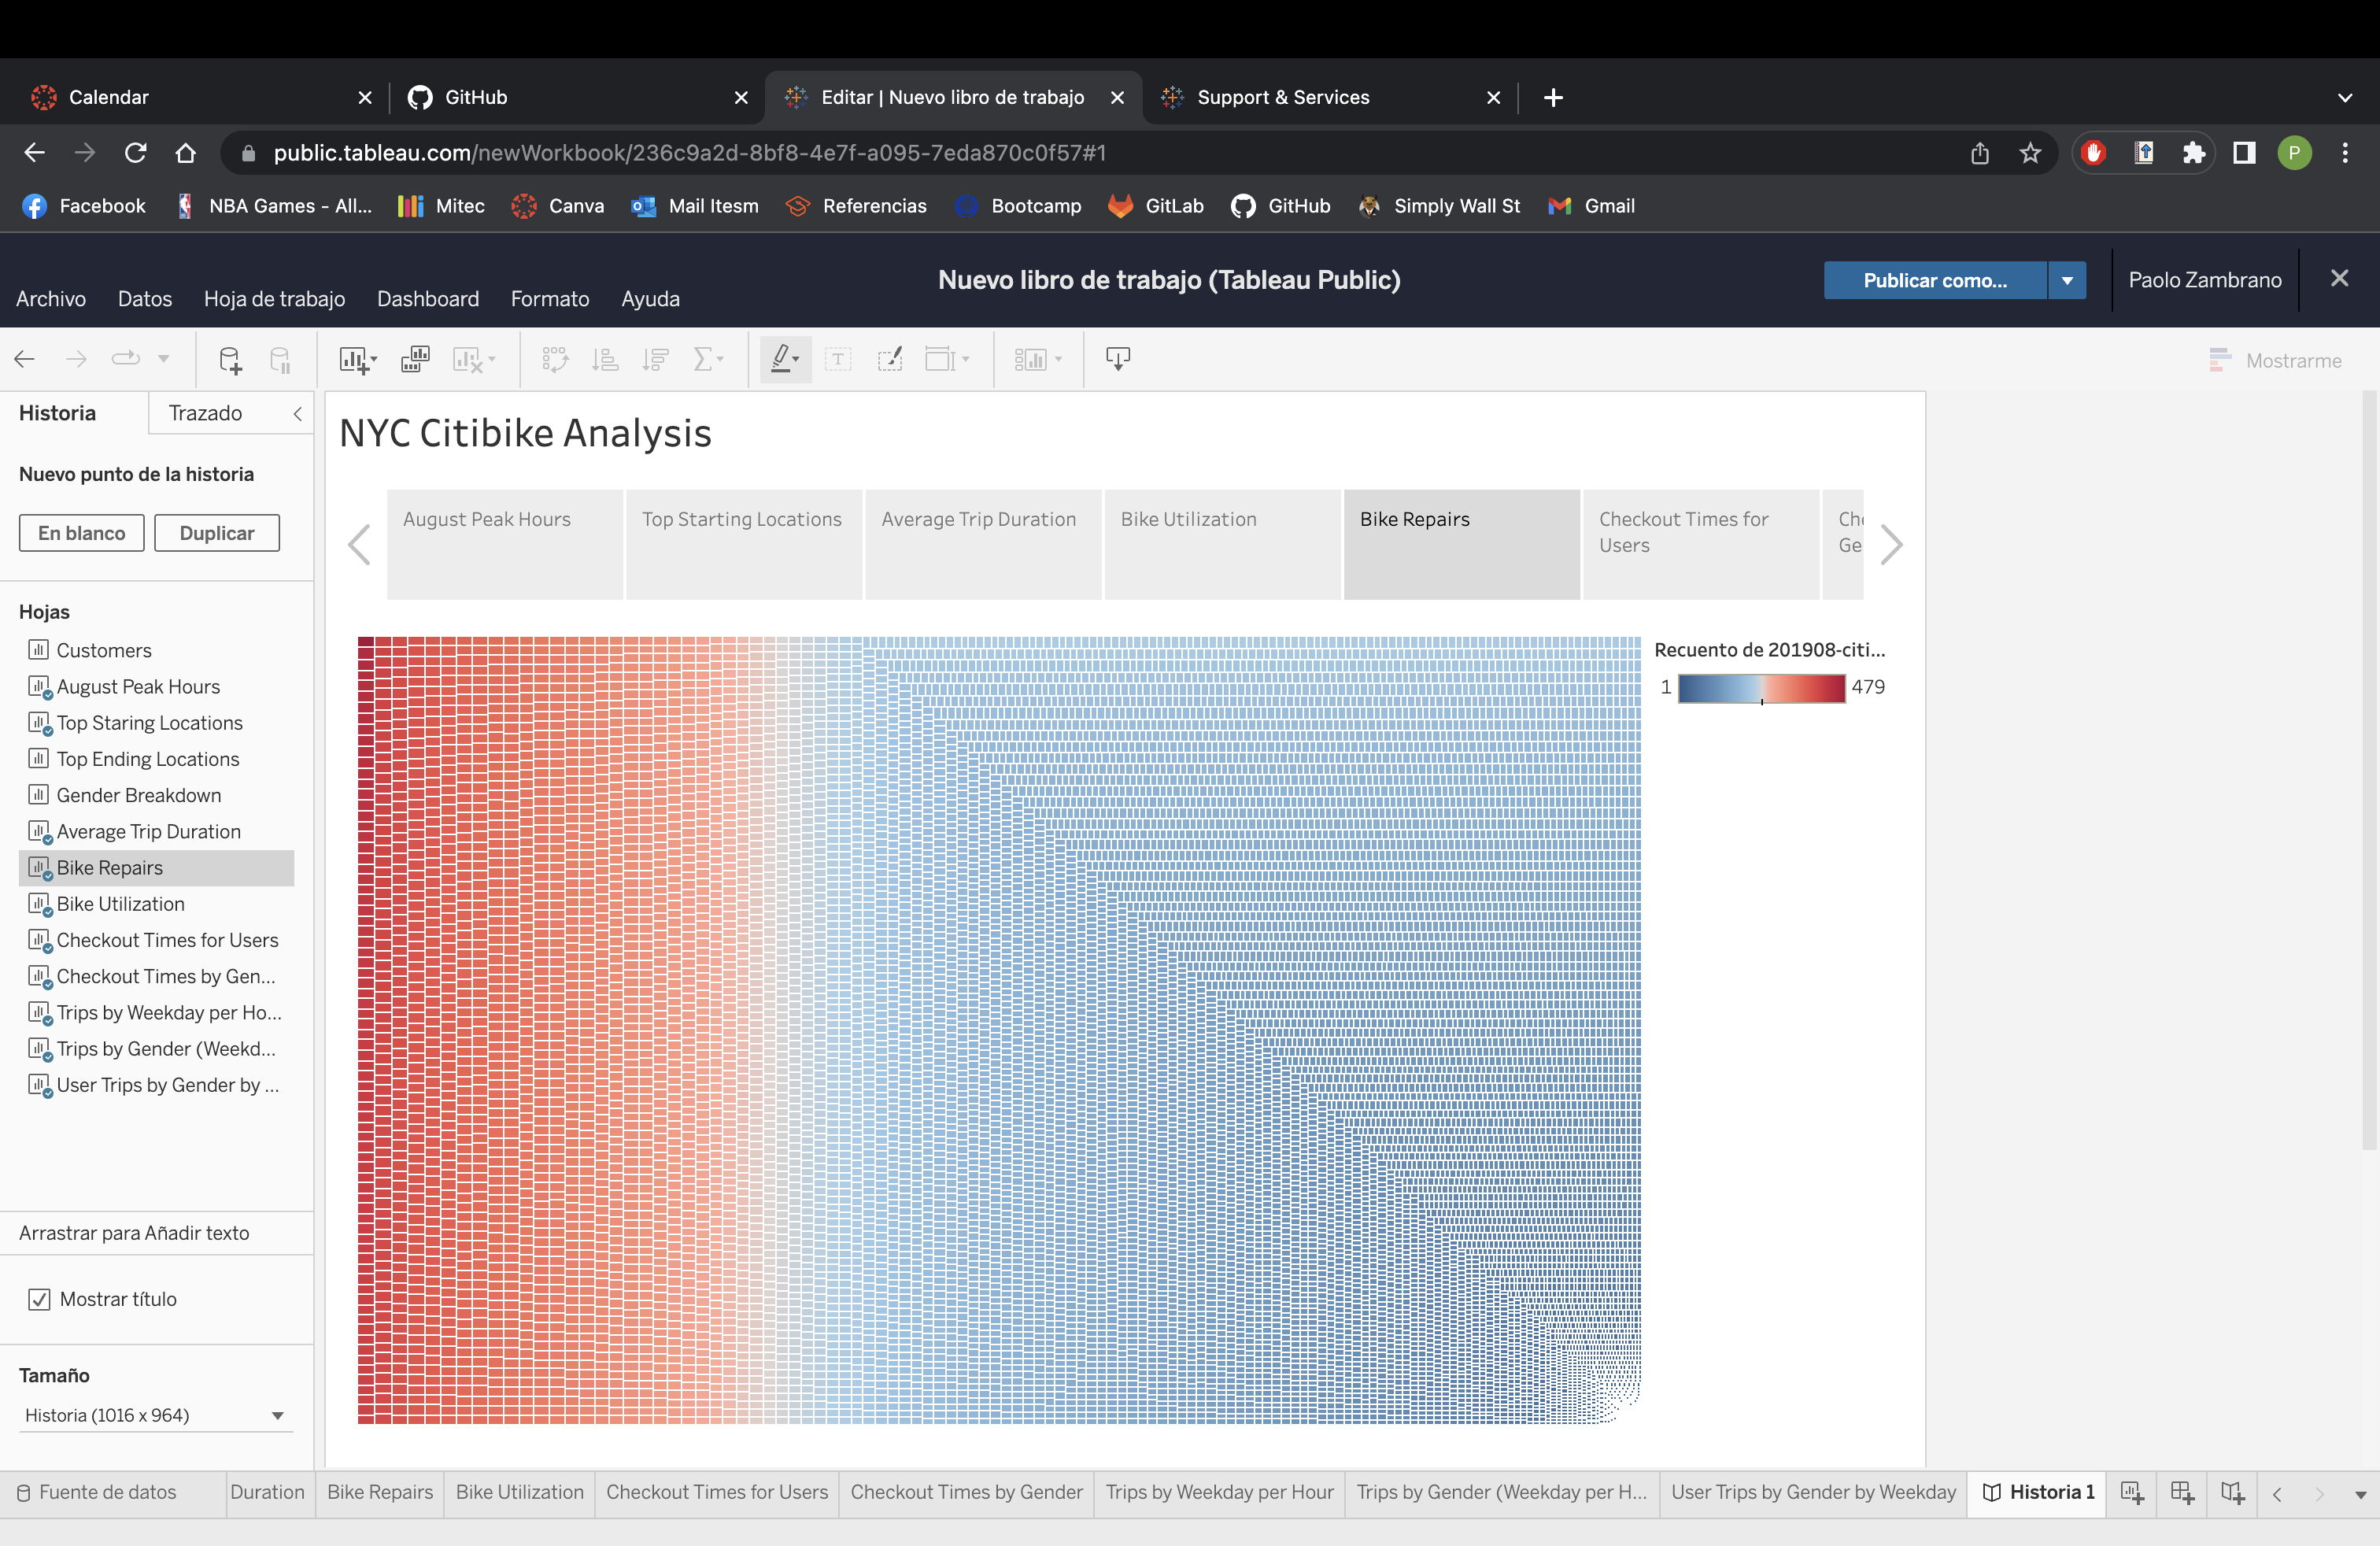 Calendar
GitHub
Editar | Nuevo libro de trabajo
Support & Services
public.tableau.com/newWorkbook/236c9a2d-8bf8-4e7f-a095-7eda870c0f57#1
P
Facebook
NBA Games - All...
Mitec
Canva
Mail Itesm
Referencias
Bootcamp
GitLab
GitHub
Simply Wall St
Gmail
Nuevo libro de trabajo (Tableau Public)
Publicar como...
Paolo Zambrano
Archivo
Datos
Hoja de trabajo
Dashboard
Formato
Ayuda
Mostrarme
Historia
Trazado
Nuevo punto de la historia
En blanco
Duplicar
Hojas
Customers
August Peak Hours
Top Staring Locations
Top Ending Locations
Gender Breakdown
Average Trip Duration
Bike Repairs
Bike Utilization
Checkout Times for Users
Checkout Times by Gen...
Trips by Weekday per Ho...
Trips by Gender (Weekd...
User Trips by Gender by ...
Arrastrar para Añadir texto
Mostrar título
Tamaño
Historia (1016 x 964)
NYC Citibike Analysis
August Peak Hours
Top Starting Locations
Average Trip Duration
Bike Utilization
Bike Repairs
Checkout Times for
Users
Che
Ge
Recuento de 201908-citi...
1
479
Fuente de datos
Duration
Bike Repairs
Bike Utilization
Checkout Times for Users
Checkout Times by Gender
Trips by Weekday per Hour
Trips by Gender (Weekday per H...
User Trips by Gender by Weekday
Historia 1